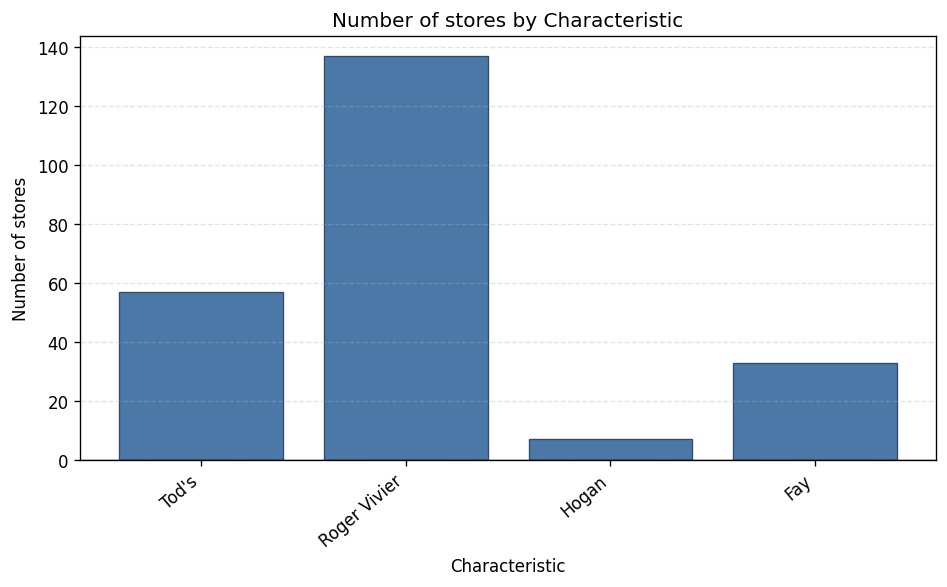 Number of stores by Characteristic
Number of stores
140
120
100
80
60
40
20
0
Tod's
Roger Vivier
Hogan
Fay
Characteristic